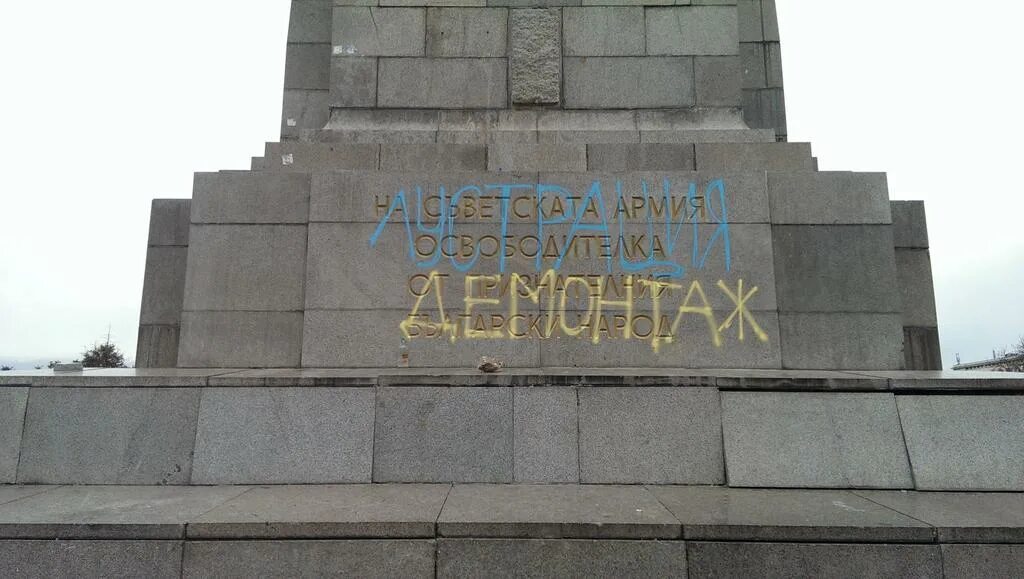 НА СЪВЕТСКАТА АРМИЯ
ОСВОБОДИТЕЛКА
ОТ ПРИЗНАТЕЛНИЯ
БЪЛГАРСКИ НАРОД
ЛУСТРАЦИЯ
ДЕМОНТАЖ